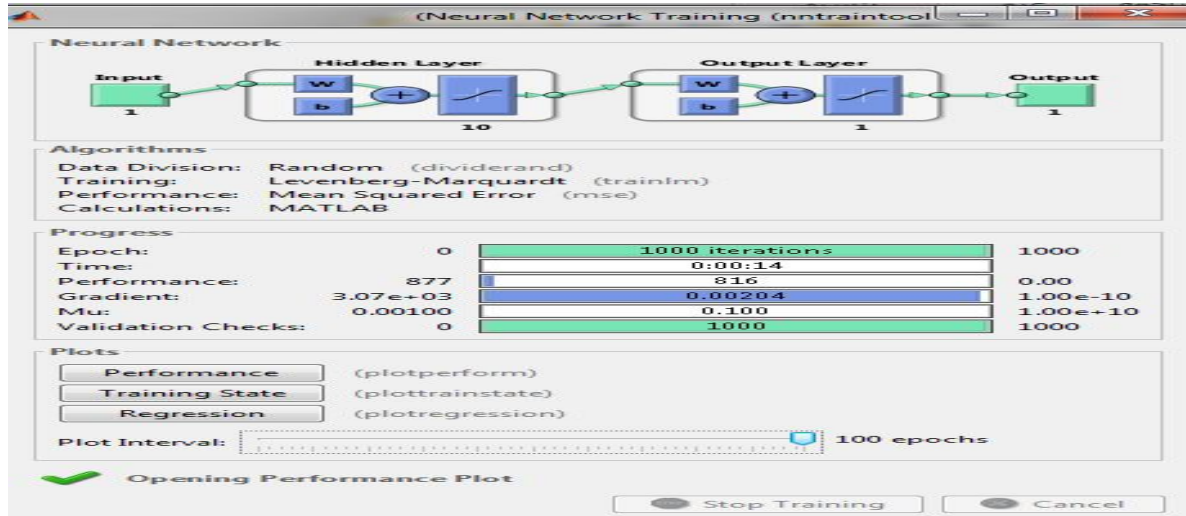 (Neural Network Training (nntraintool
Neural Network
Hidden Layer
Output Layer
Input
Output
W
b
W
b
1
10
1
1
Algorithms
Data Division: Random (dividerand)
Training: Levenberg-Marquardt (trainlm)
Performance: Mean Squared Error (mse)
Calculations: MATLAB
Progress
Epoch: 0 1000 iterations 1000
Time: 0:00:14
Performance: 877 816 0.00
Gradient: 3.07e+03 0.00204 1.00e-10
Mu: 0.00100 0.100 1.00e+10
Validation Checks: 0 1000 1000
Plots
Performance (plotperform)
Training State (plottrainstate)
Regression (plotregression)
Plot Interval: 100 epochs
Opening Performance Plot
Stop Training Cancel